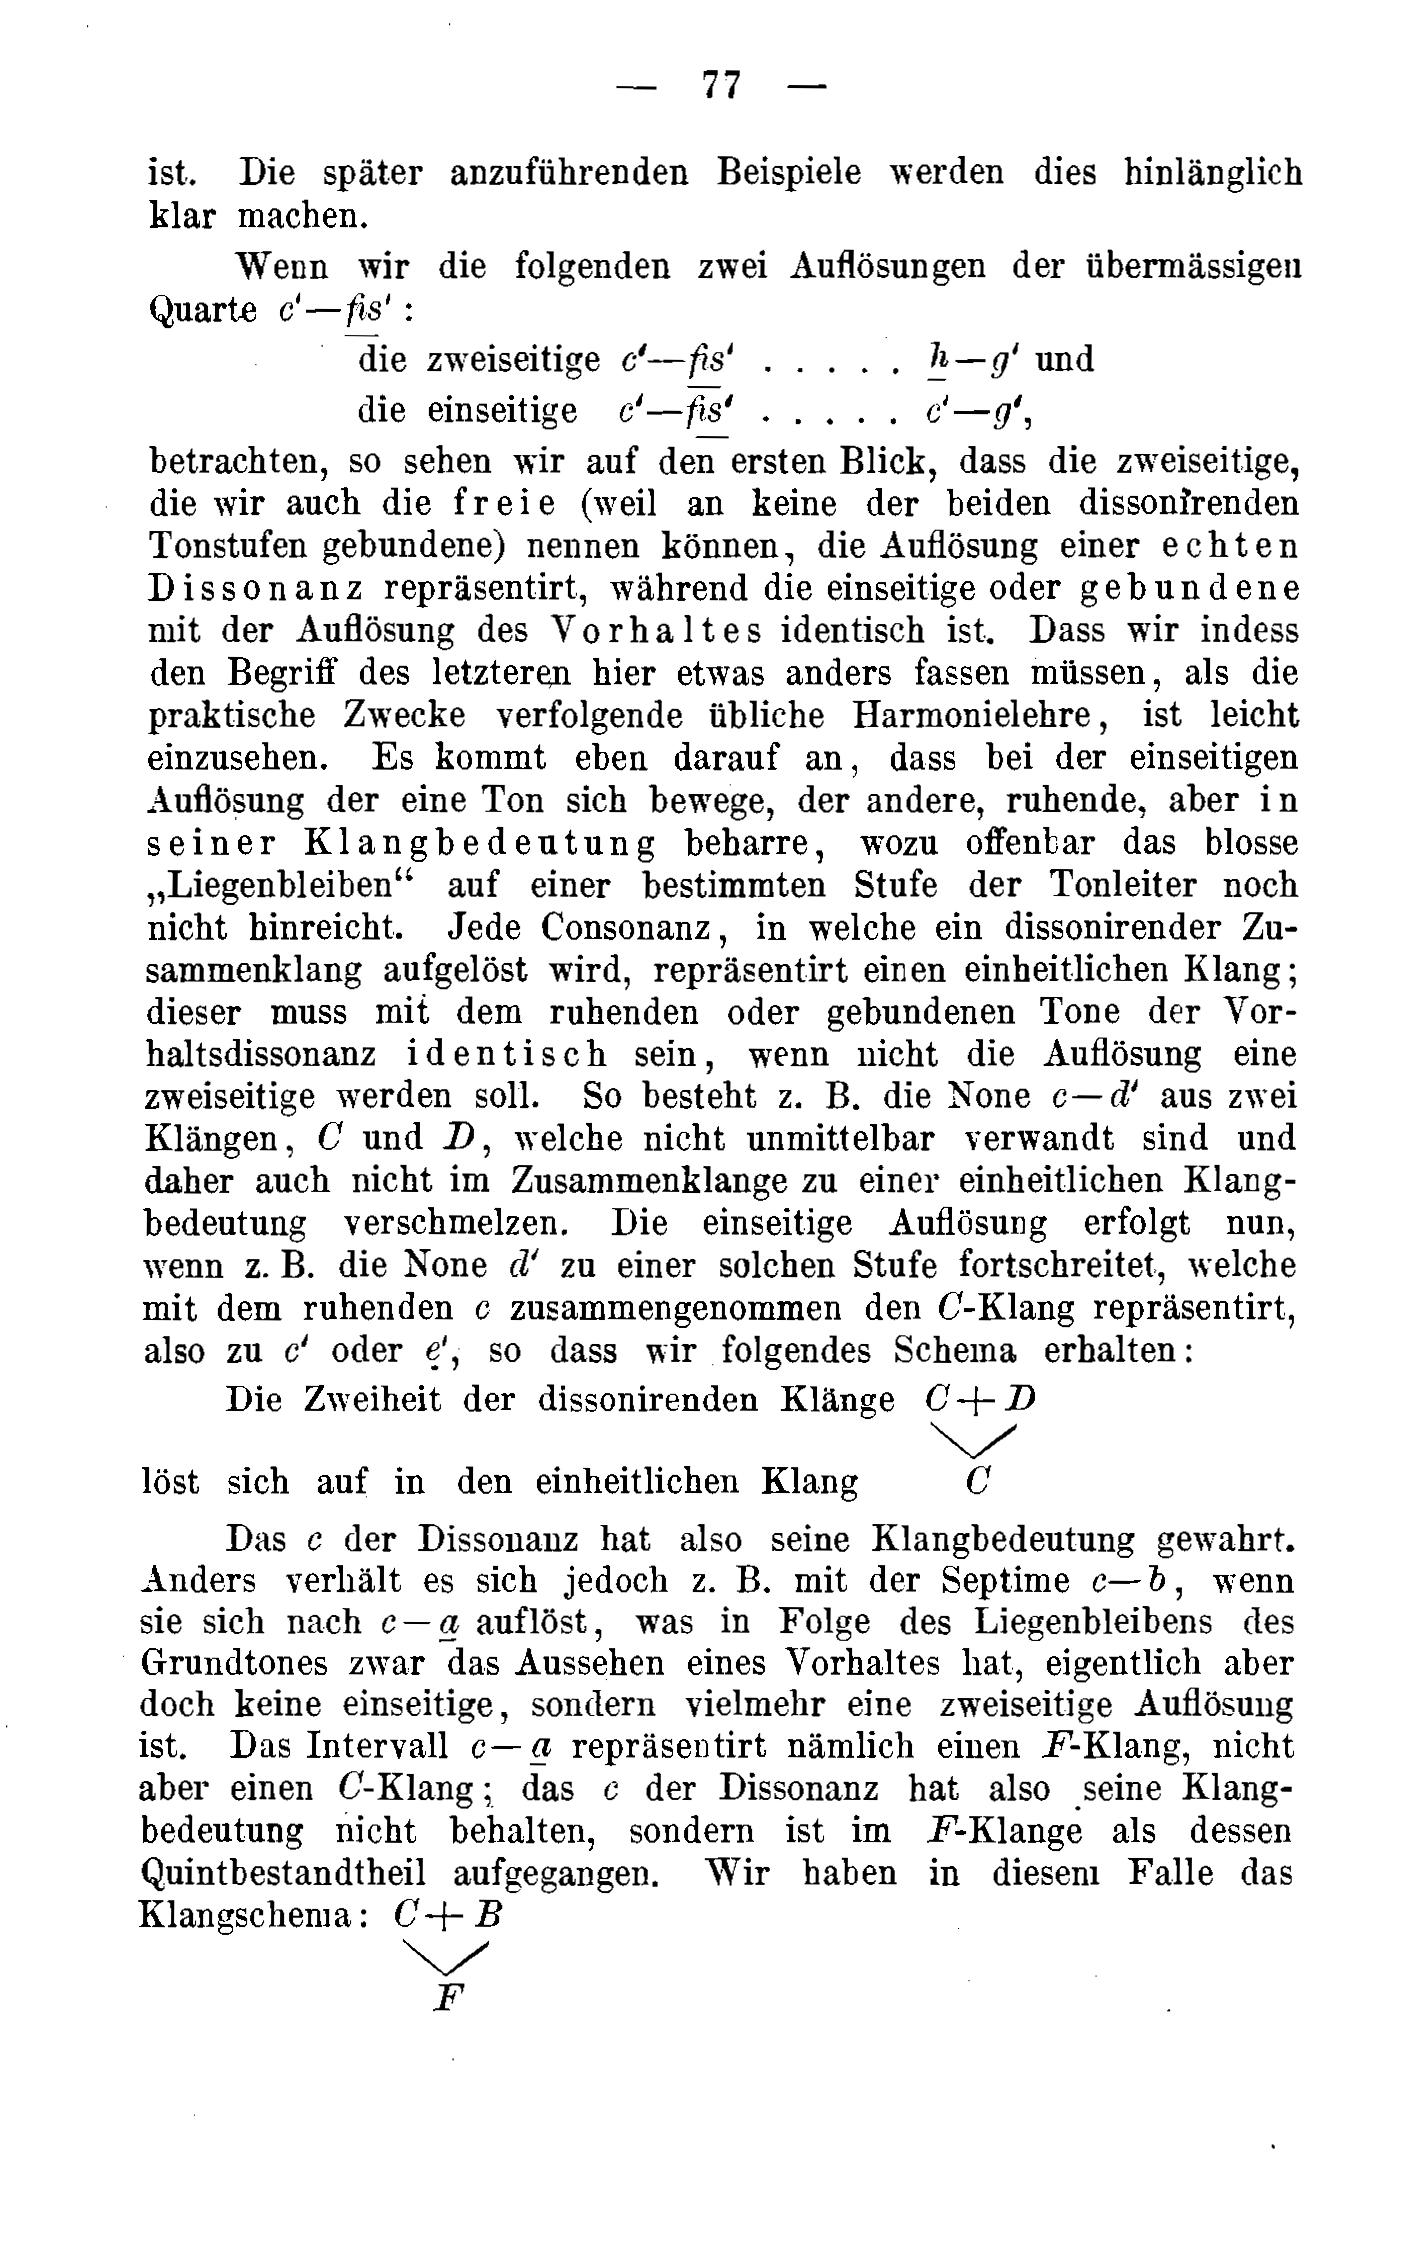 — 77 —
ist. Die später anzuführenden Beispiele werden dies hinlänglich
klar machen.
Wenn wir die folgenden zwei Auflösungen der übermässigen
Quarte c'—fis' :
die zweiseitige c'—fis' . . . . . h—g' und
die einseitige c'—fis' . . . . . c'—g',
betrachten, so sehen wir auf den ersten Blick, dass die zweiseitige,
die wir auch die freie (weil an keine der beiden dissonirenden
Tonstufen gebundene) nennen können, die Auflösung einer echten
Dissonanz repräsentirt, während die einseitige oder gebundene
mit der Auflösung des Vorhaltes identisch ist. Dass wir indess
den Begriff des letzteren hier etwas anders fassen müssen, als die
praktische Zwecke verfolgende übliche Harmonielehre, ist leicht
einzusehen. Es kommt eben darauf an, dass bei der einseitigen
Auflösung der eine Ton sich bewege, der andere, ruhende, aber in
seiner Klangbedeutung beharre, wozu offenbar das blosse
„Liegenbleiben“ auf einer bestimmten Stufe der Tonleiter noch
nicht hinreicht. Jede Consonanz, in welche ein dissonirender Zu-
sammenklang aufgelöst wird, repräsentirt einen einheitlichen Klang;
dieser muss mit dem ruhenden oder gebundenen Tone der Vor-
haltsdissonanz identisch sein, wenn nicht die Auflösung eine
zweiseitige werden soll. So besteht z. B. die None c—d' aus zwei
Klängen, C und D, welche nicht unmittelbar verwandt sind und
daher auch nicht im Zusammenklange zu einer einheitlichen Klang-
bedeutung verschmelzen. Die einseitige Auflösung erfolgt nun,
wenn z. B. die None d' zu einer solchen Stufe fortschreitet, welche
mit dem ruhenden c zusammengenommen den C-Klang repräsentirt,
also zu c' oder e', so dass wir folgendes Schema erhalten:
Die Zweiheit der dissonirenden Klänge C + D
löst sich auf in den einheitlichen Klang C
Das c der Dissonanz hat also seine Klangbedeutung gewahrt.
Anders verhält es sich jedoch z. B. mit der Septime c—b, wenn
sie sich nach c—a auflöst, was in Folge des Liegenbleibens des
Grundtones zwar das Aussehen eines Vorhaltes hat, eigentlich aber
doch keine einseitige, sondern vielmehr eine zweiseitige Auflösung
ist. Das Intervall c—a repräsentirt nämlich einen F-Klang, nicht
aber einen C-Klang; das c der Dissonanz hat also seine Klang-
bedeutung nicht behalten, sondern ist im F-Klange als dessen
Quintbestandtheil aufgegangen. Wir haben in diesem Falle das
Klangschema: C + B
F